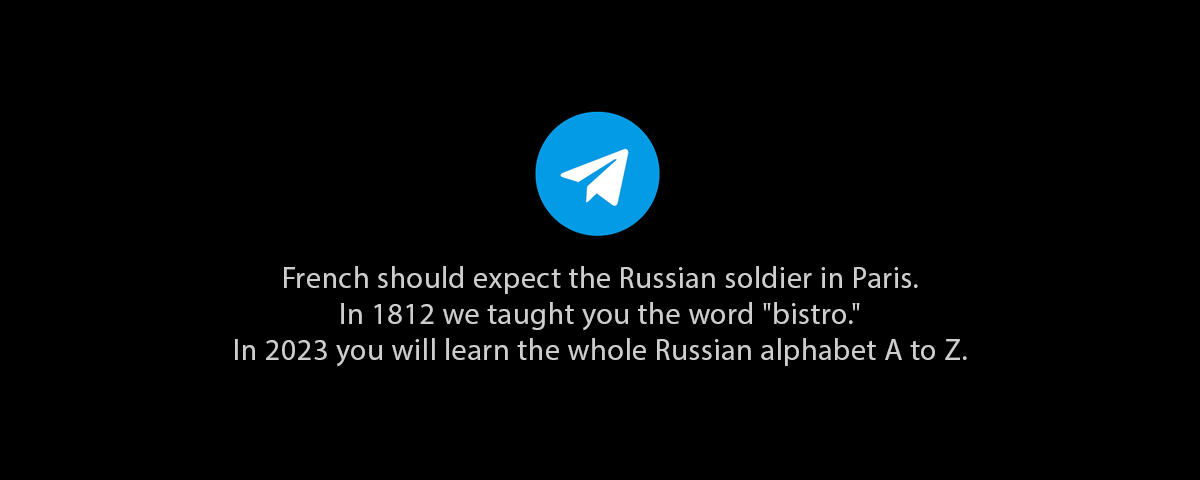 French should expect the Russian soldier in Paris.
In 1812 we taught you the word "bistro."
In 2023 you will learn the whole Russian alphabet A to Z.